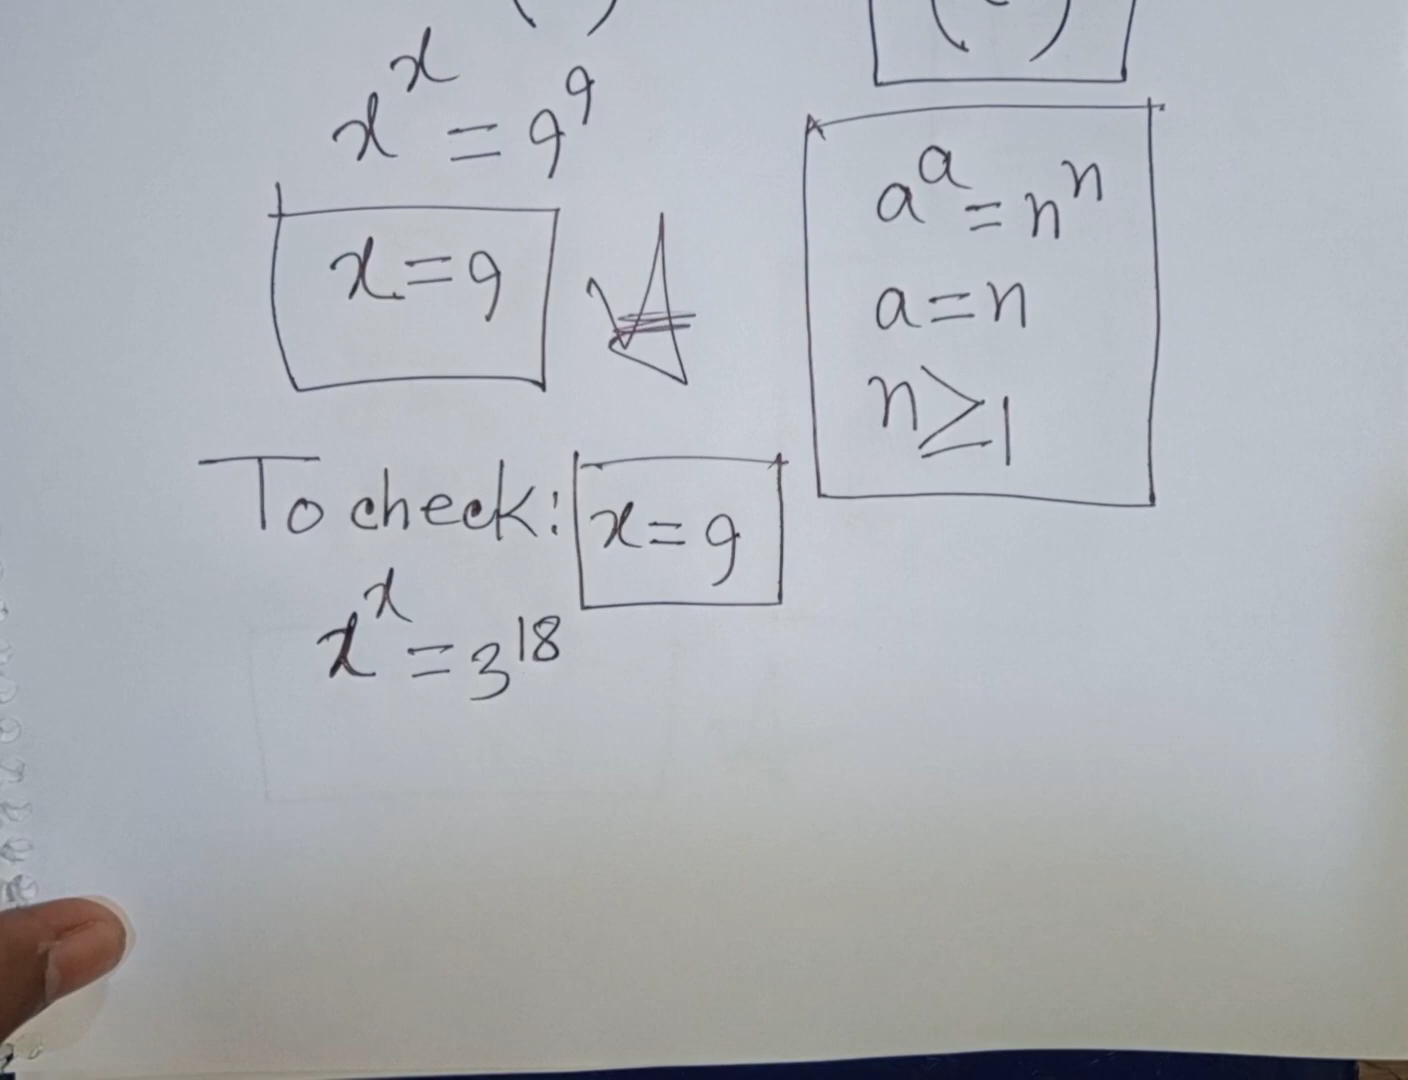 x^x = 9^9
x = 9
a^a = n^n
a = n
n ≥ 1
To check: x = 9
x^x = 3^18